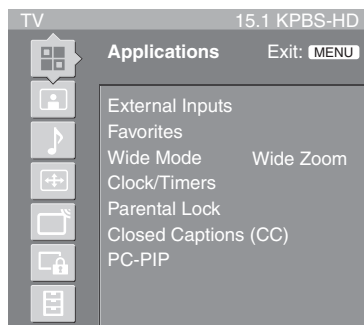 TV 15.1 KPBS-HD
Applications Exit: MENU
External Inputs
Favorites
Wide Mode Wide Zoom
Clock/Timers
Parental Lock
Closed Captions (CC)
PC-PIP